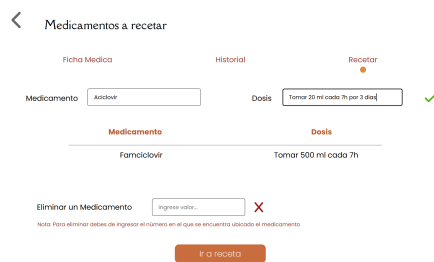 Medicamentos a recetar
Ficha Medica Historial Recetar
Medicamento Aciclovir Dosis Tomar 20 ml cada 7h por 3 dias
Medicamento Dosis
Famciclovir Tomar 500 ml cada 7h
Eliminar un Medicamento Ingrese valor...
Nota: Para eliminar debes de ingresar el número en el que se encuentra ubicado el medicamento
Ir a receta